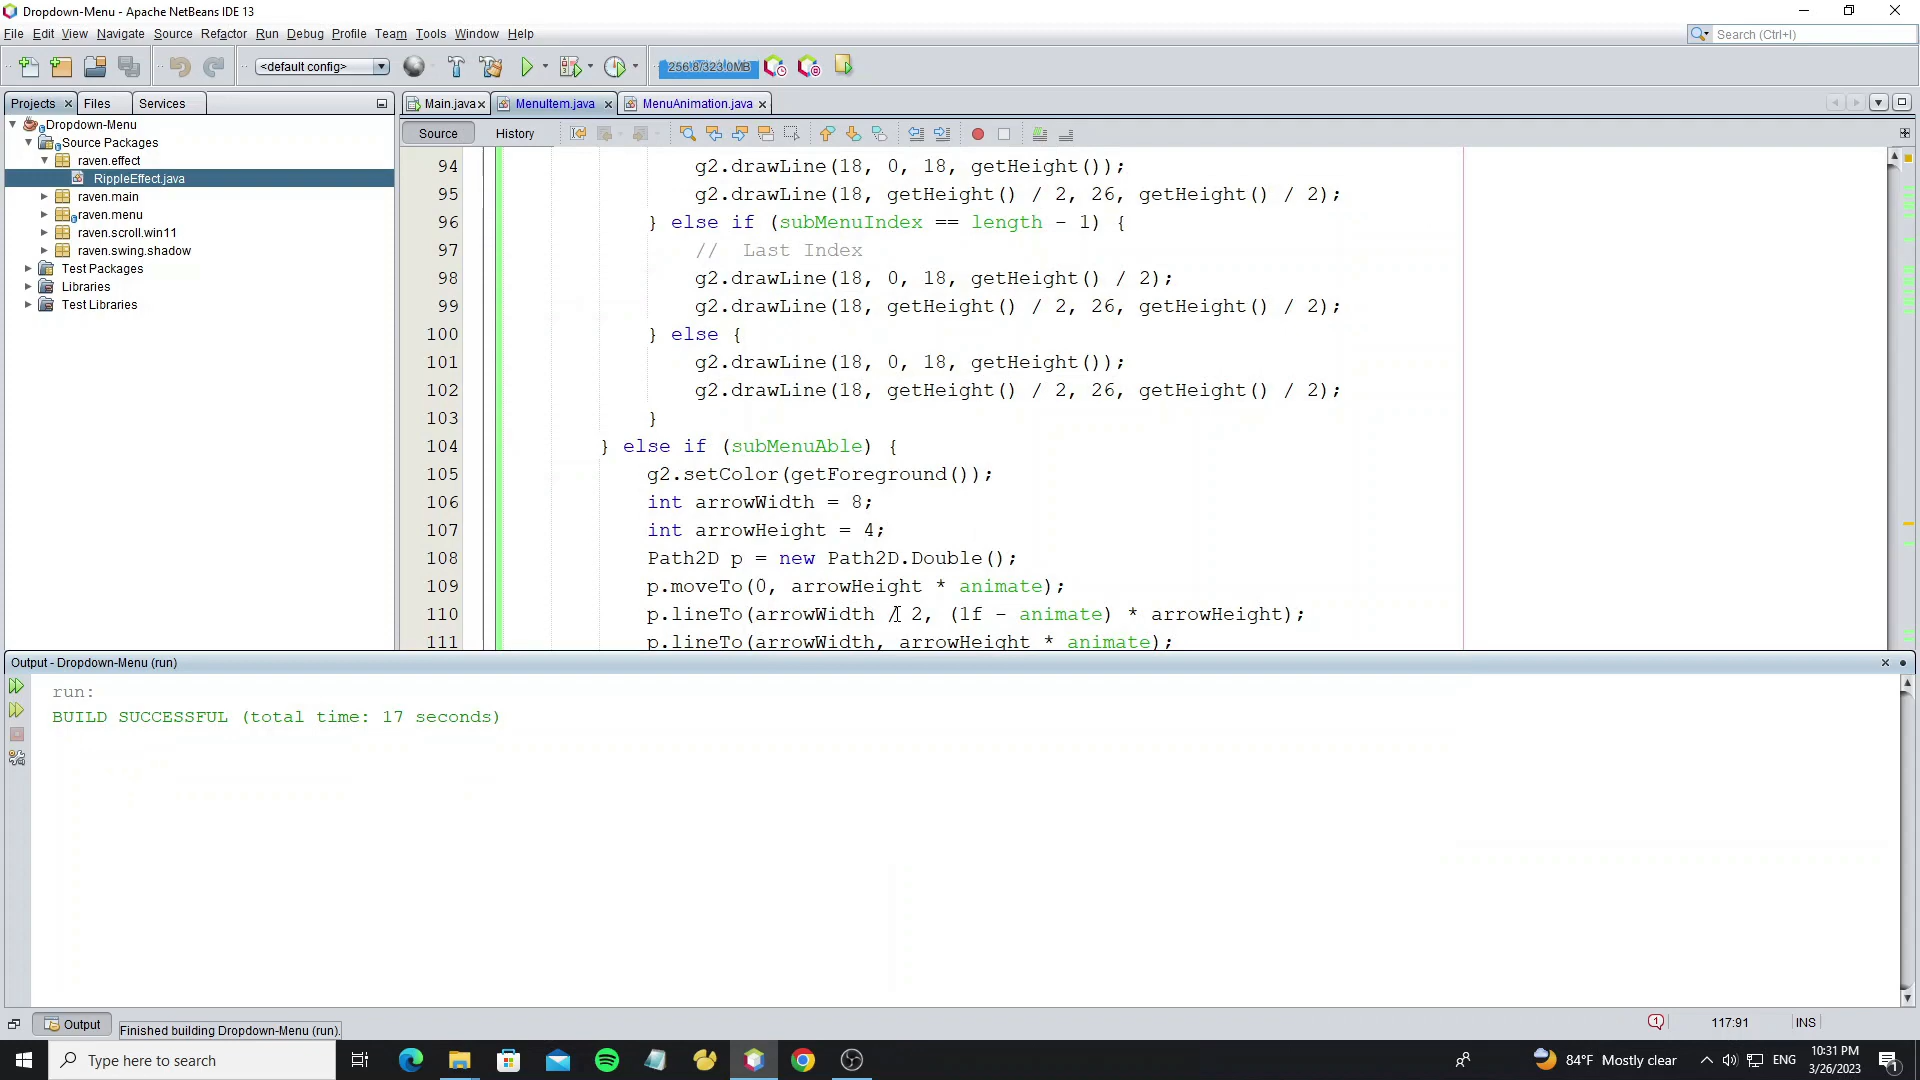 Dropdown-Menu - Apache NetBeans IDE 13
File Edit View Navigate Source Refactor Run Debug Profile Team Tools Window Help
Search (Ctrl+I)
<default config>
256.8/323.0MB
Projects Files Services
Main.java MenuItem.java MenuAnimation.java
Source History
Dropdown-Menu
Source Packages
raven.effect
RippleEffect.java
raven.main
raven.menu
raven.scroll.win11
raven.swing.shadow
Test Packages
Libraries
Test Libraries
94 g2.drawLine(18, 0, 18, getHeight());
95 g2.drawLine(18, getHeight() / 2, 26, getHeight() / 2);
96 } else if (subMenuIndex == length - 1) {
97 //  Last Index
98 g2.drawLine(18, 0, 18, getHeight() / 2);
99 g2.drawLine(18, getHeight() / 2, 26, getHeight() / 2);
100 } else {
101 g2.drawLine(18, 0, 18, getHeight());
102 g2.drawLine(18, getHeight() / 2, 26, getHeight() / 2);
103 }
104 } else if (subMenuAble) {
105 g2.setColor(getForeground());
106 int arrowWidth = 8;
107 int arrowHeight = 4;
108 Path2D p = new Path2D.Double();
109 p.moveTo(0, arrowHeight * animate);
110 p.lineTo(arrowWidth / 2, (1f - animate) * arrowHeight);
111 p.lineTo(arrowWidth, arrowHeight * animate);
Output - Dropdown-Menu (run)
run:
BUILD SUCCESSFUL (total time: 17 seconds)
Output
Finished building Dropdown-Menu (run).
117:91 INS
Type here to search
84°F Mostly clear
ENG
10:31 PM
3/26/2023
1